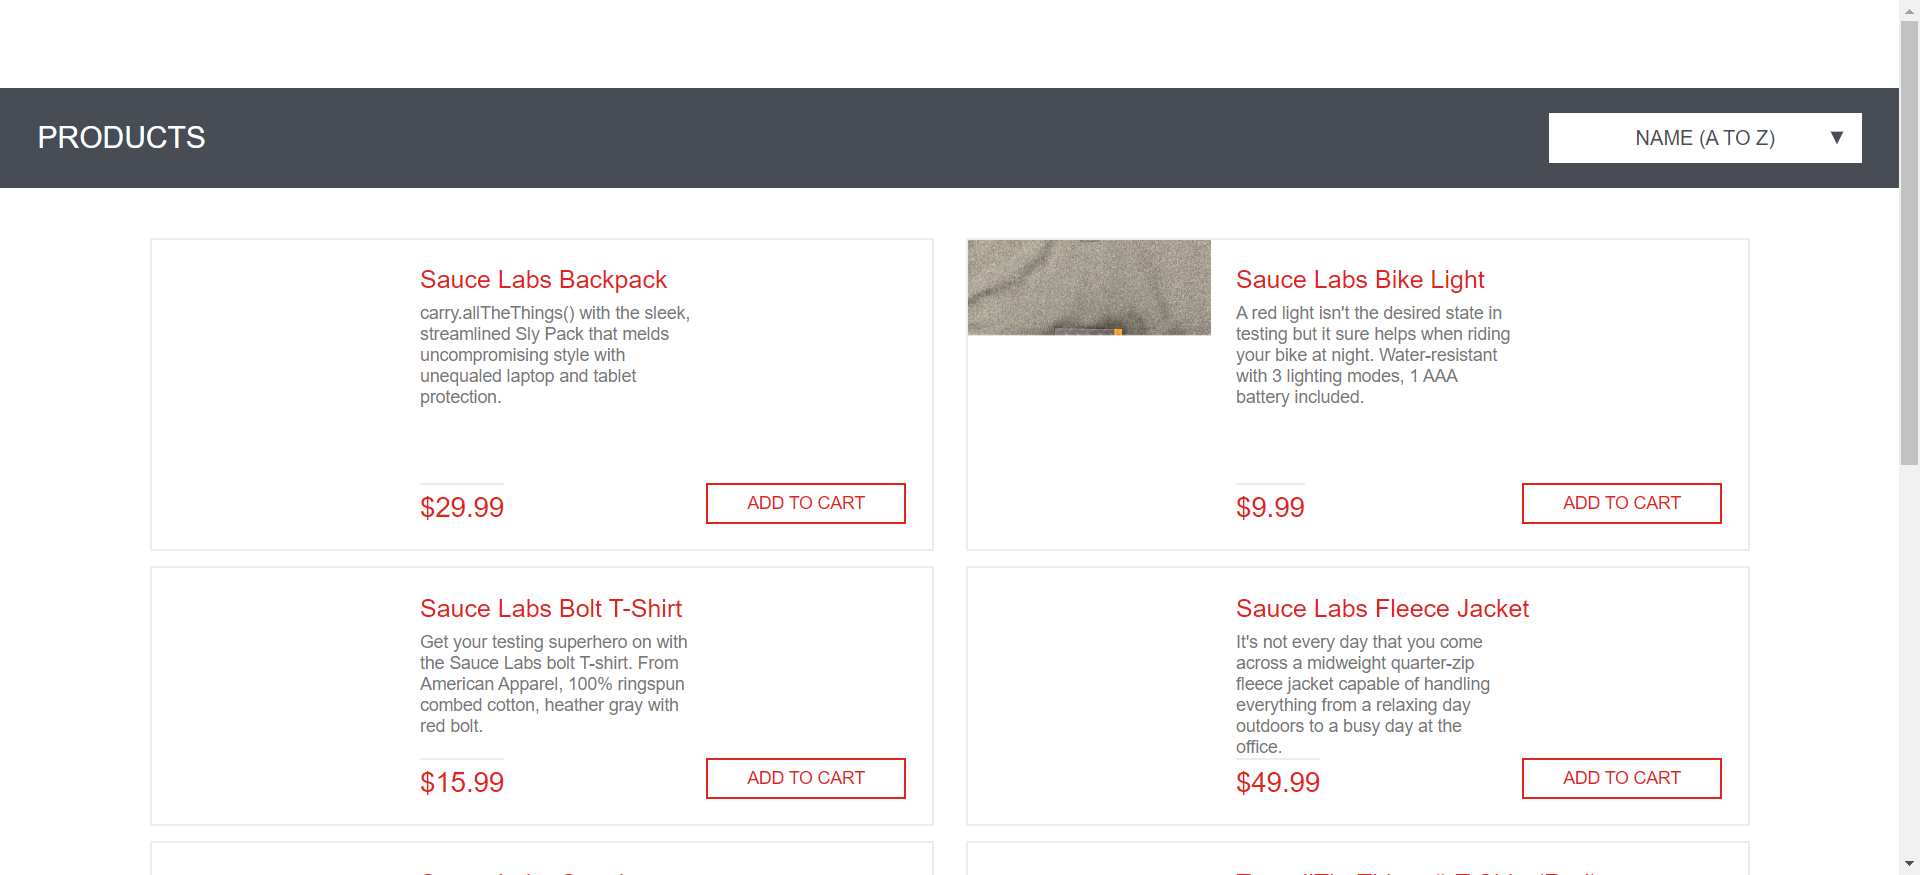 PRODUCTS
NAME (A TO Z)
Sauce Labs Backpack
carry.allTheThings() with the sleek,
streamlined Sly Pack that melds
uncompromising style with
unequaled laptop and tablet
protection.
$29.99
ADD TO CART
Sauce Labs Bike Light
A red light isn't the desired state in
testing but it sure helps when riding
your bike at night. Water-resistant
with 3 lighting modes, 1 AAA
battery included.
$9.99
ADD TO CART
Sauce Labs Bolt T-Shirt
Get your testing superhero on with
the Sauce Labs bolt T-shirt. From
American Apparel, 100% ringspun
combed cotton, heather gray with
red bolt.
$15.99
ADD TO CART
Sauce Labs Fleece Jacket
It's not every day that you come
across a midweight quarter-zip
fleece jacket capable of handling
everything from a relaxing day
outdoors to a busy day at the
office.
$49.99
ADD TO CART